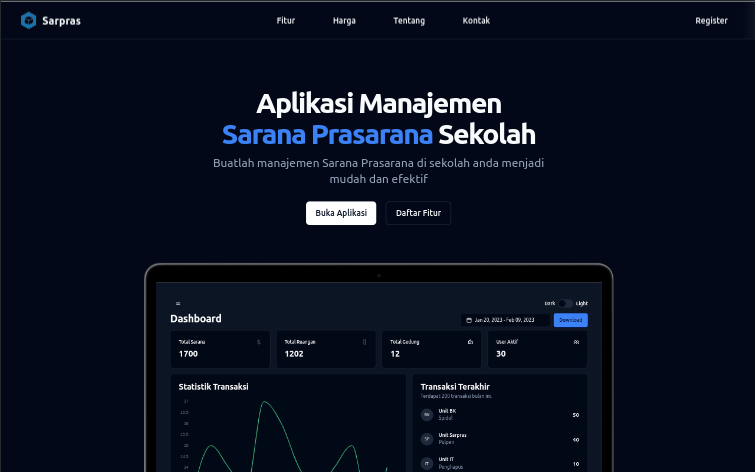 Sarpras
Fitur Harga Tentang Kontak
Register
Aplikasi Manajemen
Sarana Prasarana Sekolah
Buatlah manajemen Sarana Prasarana di sekolah anda menjadi
mudah dan efektif
Buka Aplikasi Daftar Fitur
Dark Light
Dashboard
Jan 20, 2023 - Feb 09, 2023 Download
Total Sarana
1700
Total Ruangan
1202
Total Gedung
12
User Aktif
30
Statistik Transaksi
Transaksi Terakhir
Terdapat 200 transaksi bulan ini.
Unit BK
Spidol
50
SP
Unit Sarpras
Pulpen
40
IT
Unit IT
Penghapus
10